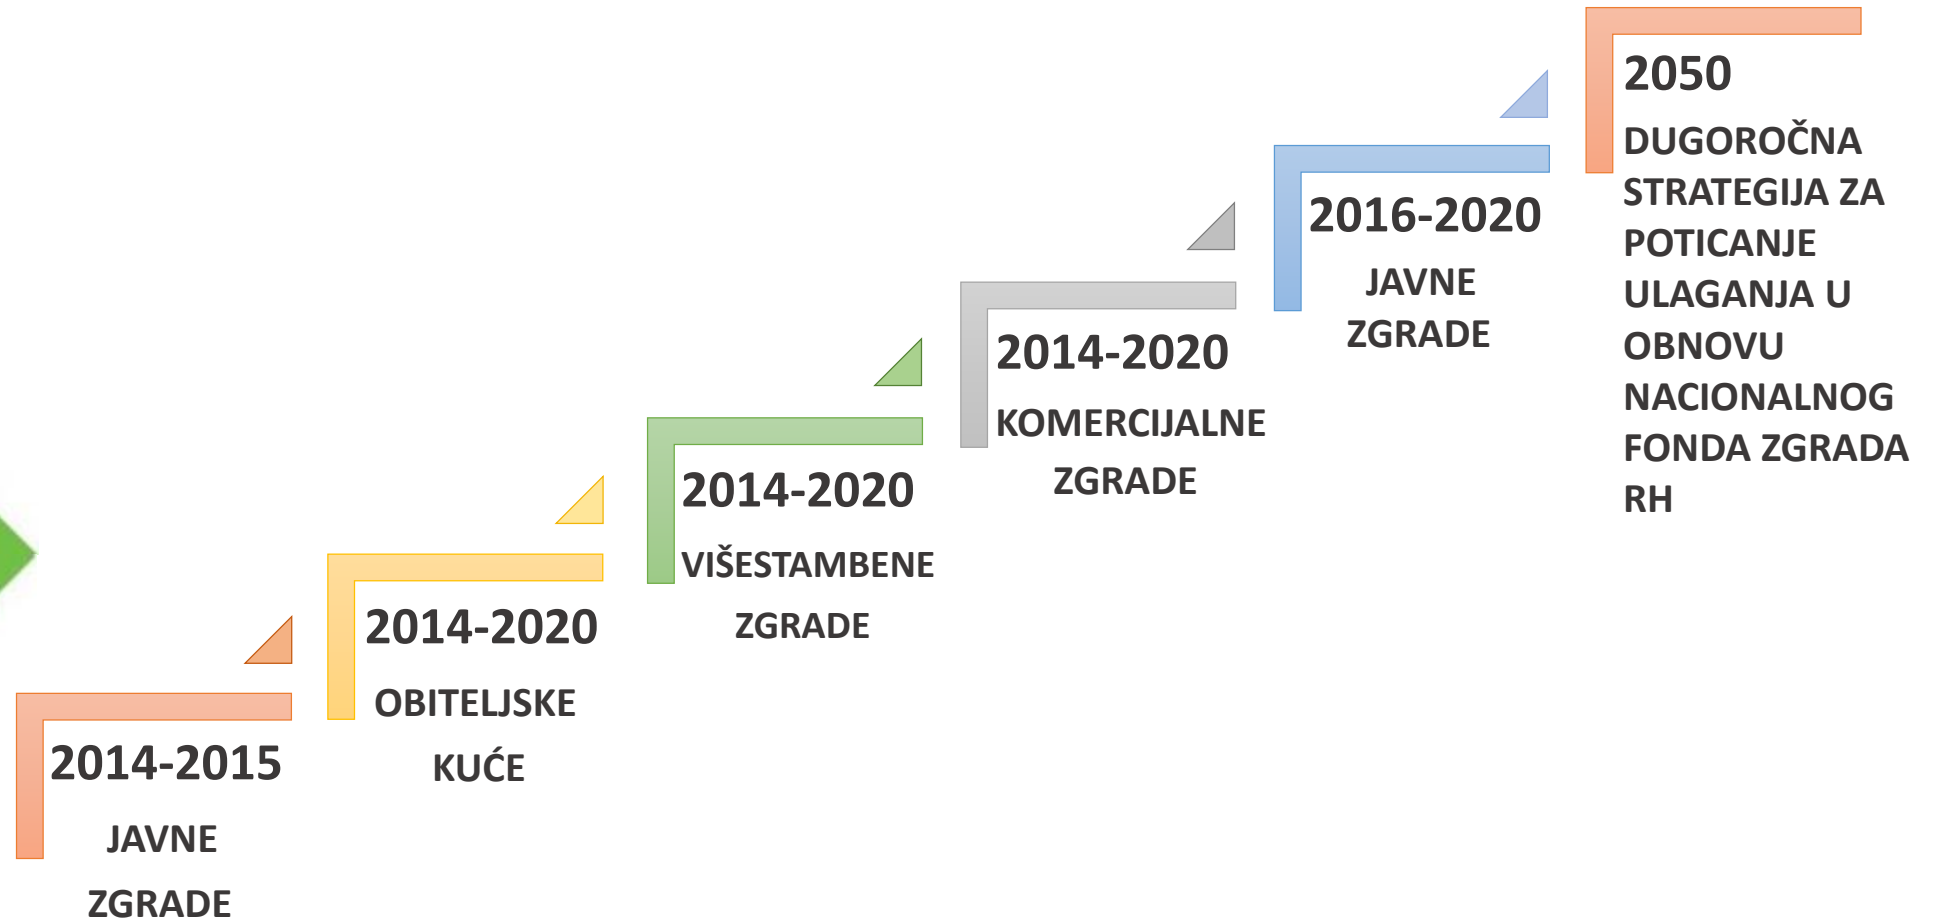 2014-2015
JAVNE
ZGRADE
2014-2020
OBITELJSKE
KUĆE
2014-2020
VIŠESTAMBENE
ZGRADE
2014-2020
KOMERCIJALNE
ZGRADE
2016-2020
JAVNE
ZGRADE
2050
DUGOROČNA
STRATEGIJA ZA
POTICANJE
ULAGANJA U
OBNOVU
NACIONALNOG
FONDA ZGRADA
RH